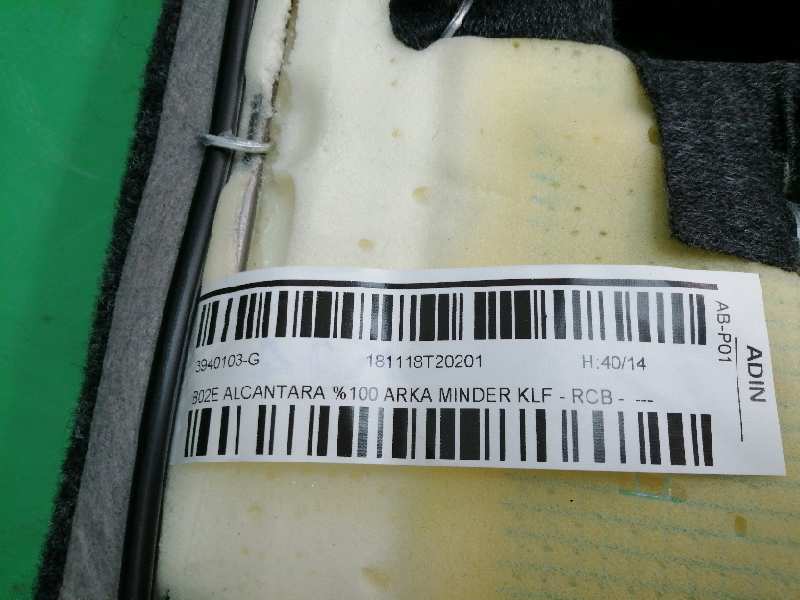 3940103-G 181118T20201 H:40/14
B02E ALCANTARA %100 ARKA MINDER KLF - RCB - ---
AB-P01
ADIN